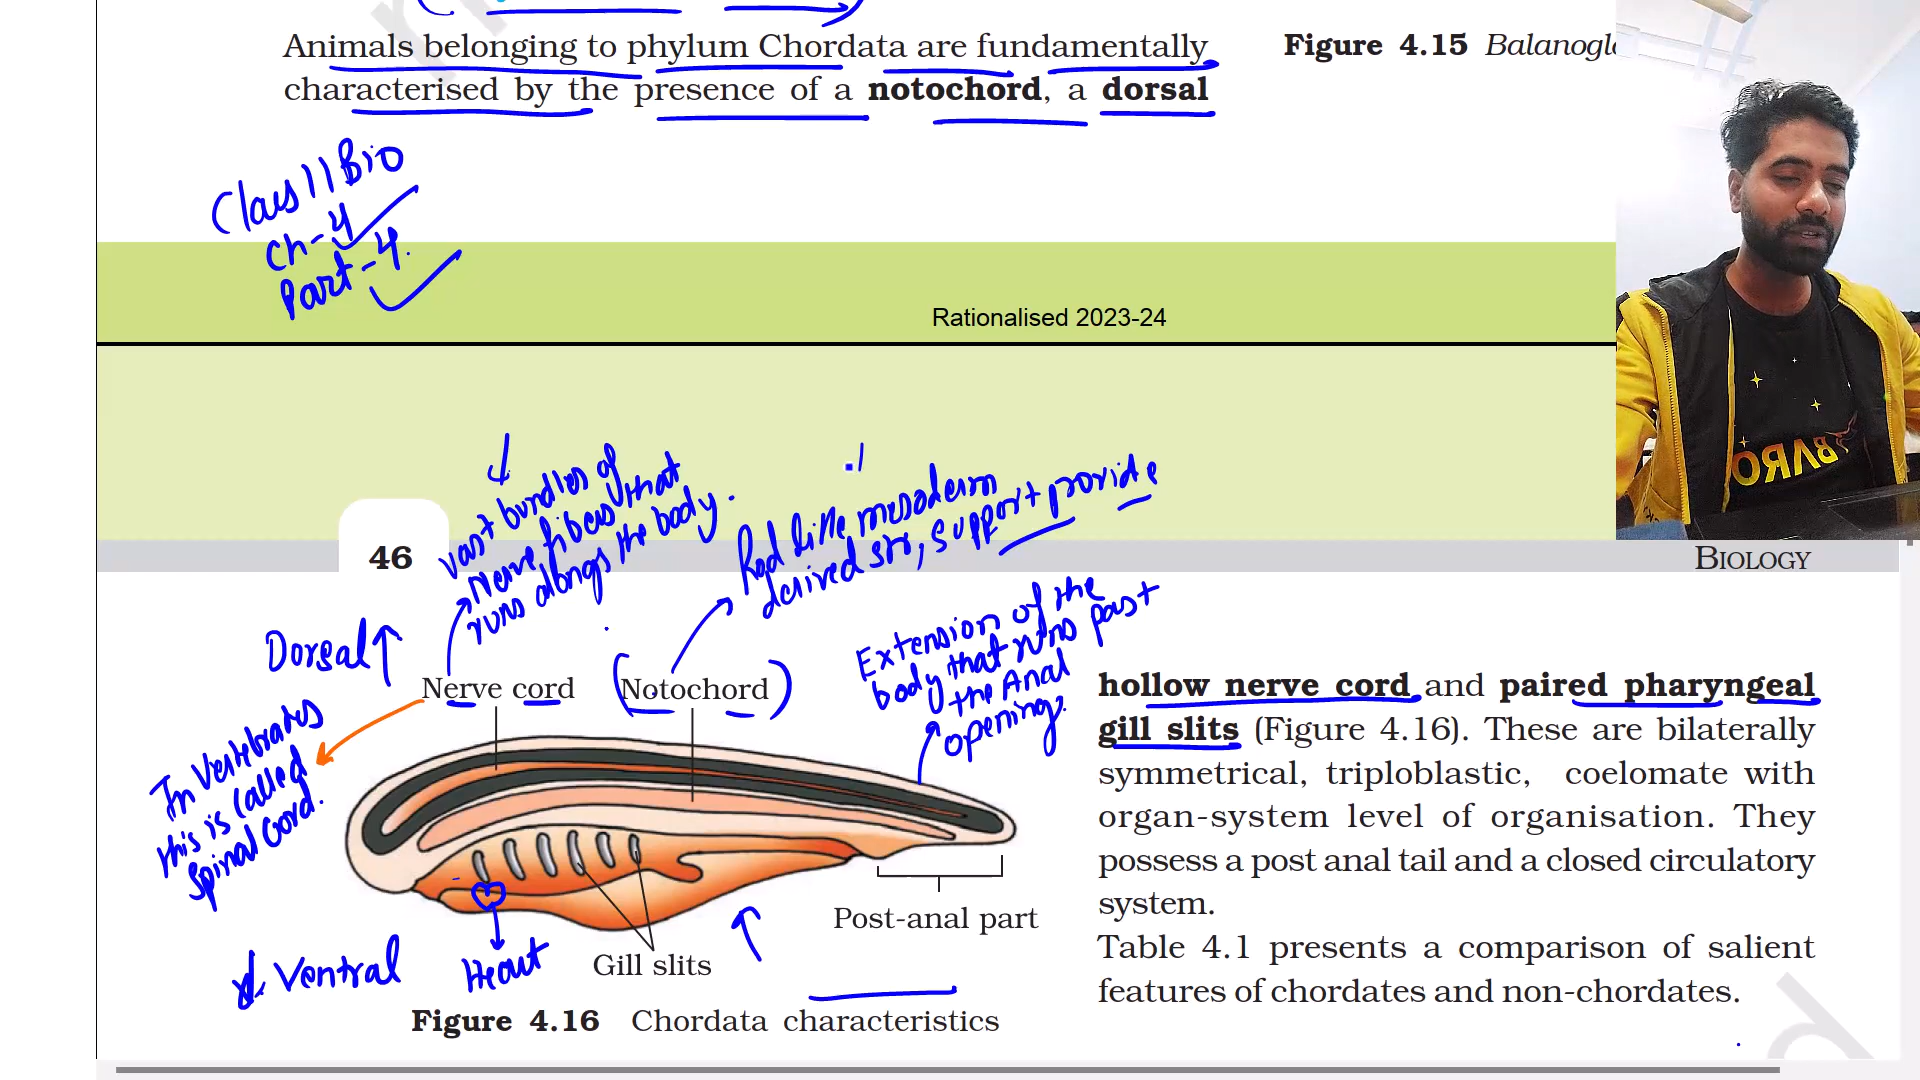 Animals belonging to phylum Chordata are fundamentally
characterised by the presence of a notochord, a dorsal
Figure 4.15 Balanoglo
Class 11 Bio
Ch-4
Part-4.
Rationalised 2023-24
46
BIOLOGY
vast bundles of
Nerve fibers that
runs alongs the body.
Rod like mesoderm
derived str, support provide
Extension of the
body that runs past
the Anal
opening.
Dorsal
Nerve cord
Notochord
In Vertebrates
this is called
Spinal Cord.
hollow nerve cord and paired pharyngeal
gill slits (Figure 4.16). These are bilaterally
symmetrical, triploblastic, coelomate with
organ-system level of organisation. They
possess a post anal tail and a closed circulatory
system.
Table 4.1 presents a comparison of salient
features of chordates and non-chordates.
Post-anal part
Ventral
Heart
Gill slits
Figure 4.16 Chordata characteristics